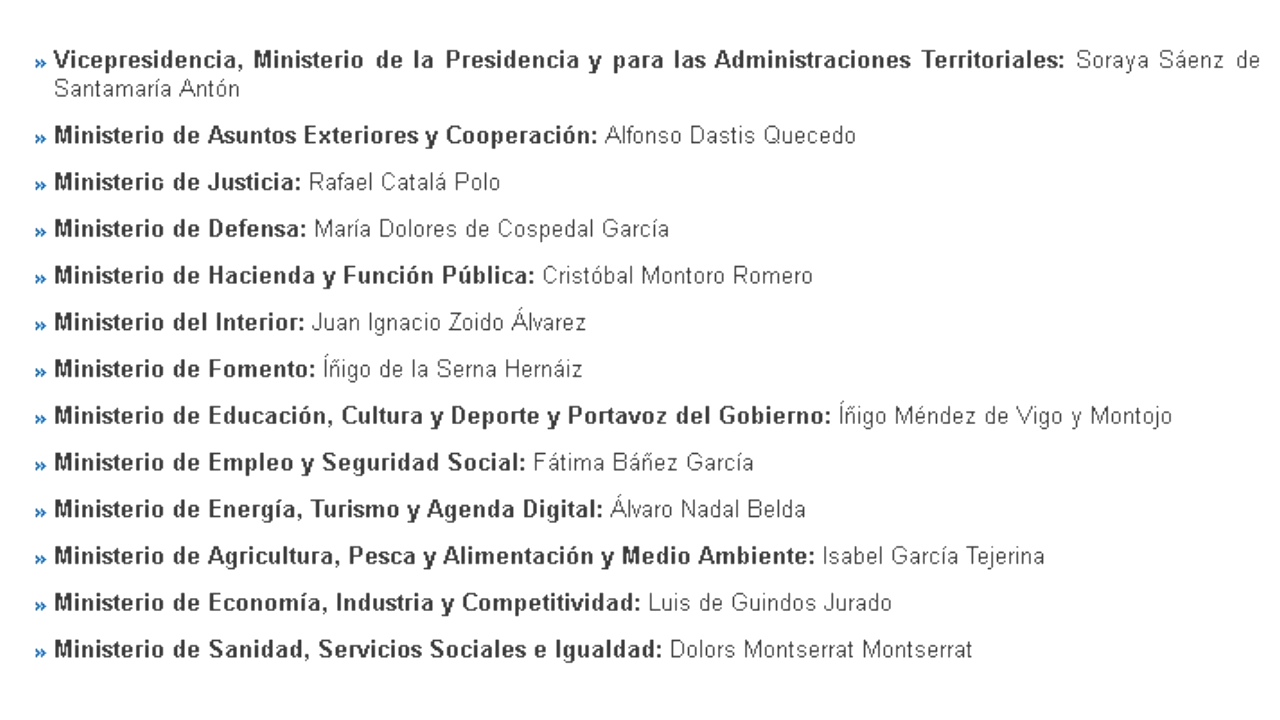 » Vicepresidencia, Ministerio de la Presidencia y para las Administraciones Territoriales: Soraya Sáenz de
Santamaría Antón
» Ministerio de Asuntos Exteriores y Cooperación: Alfonso Dastis Quecedo
» Ministerio de Justicia: Rafael Catalá Polo
» Ministerio de Defensa: María Dolores de Cospedal García
» Ministerio de Hacienda y Función Pública: Cristóbal Montoro Romero
» Ministerio del Interior: Juan Ignacio Zoido Álvarez
» Ministerio de Fomento: Íñigo de la Serna Hernáiz
» Ministerio de Educación, Cultura y Deporte y Portavoz del Gobierno: Íñigo Méndez de Vigo y Montojo
» Ministerio de Empleo y Seguridad Social: Fátima Báñez García
» Ministerio de Energía, Turismo y Agenda Digital: Álvaro Nadal Belda
» Ministerio de Agricultura, Pesca y Alimentación y Medio Ambiente: Isabel García Tejerina
» Ministerio de Economía, Industria y Competitividad: Luis de Guindos Jurado
» Ministerio de Sanidad, Servicios Sociales e Igualdad: Dolors Montserrat Montserrat